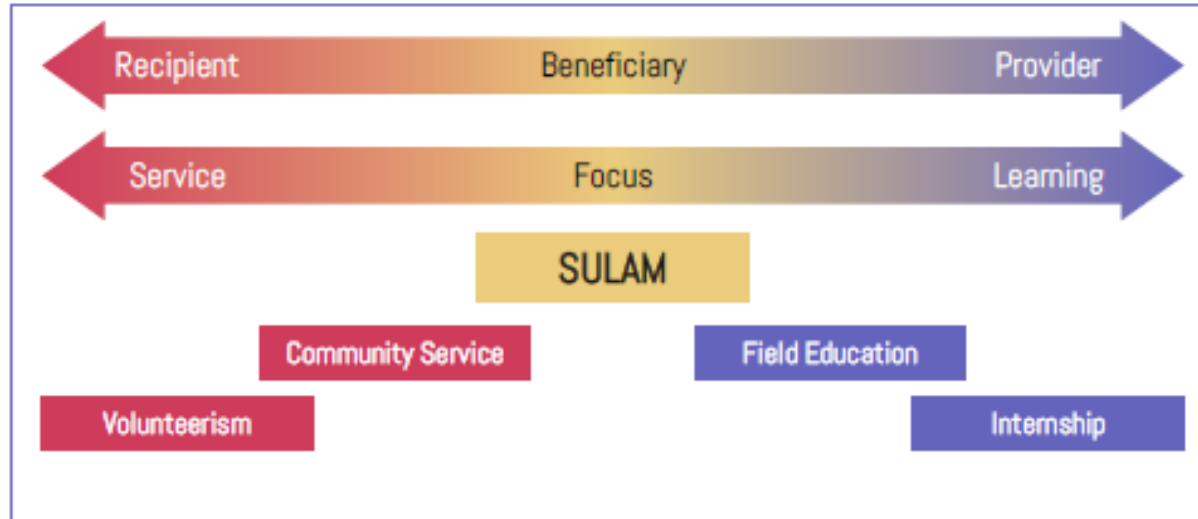 Recipient Beneficiary Provider
Service Focus Learning
SULAM
Community Service Field Education
Volunteerism Internship